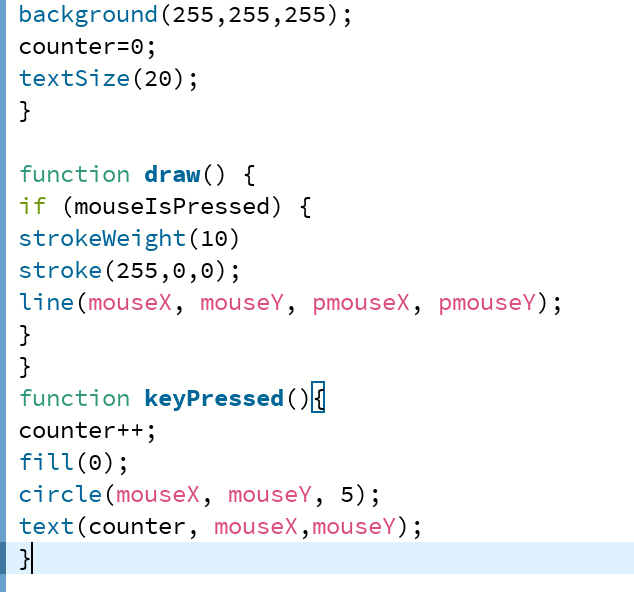 background(255,255,255);
counter=0;
textSize(20);
}

function draw() {
if (mouseIsPressed) {
strokeWeight(10)
stroke(255,0,0);
line(mouseX, mouseY, pmouseX, pmouseY);
}
}
function keyPressed(){
counter++;
fill(0);
circle(mouseX, mouseY, 5);
text(counter, mouseX,mouseY);
}